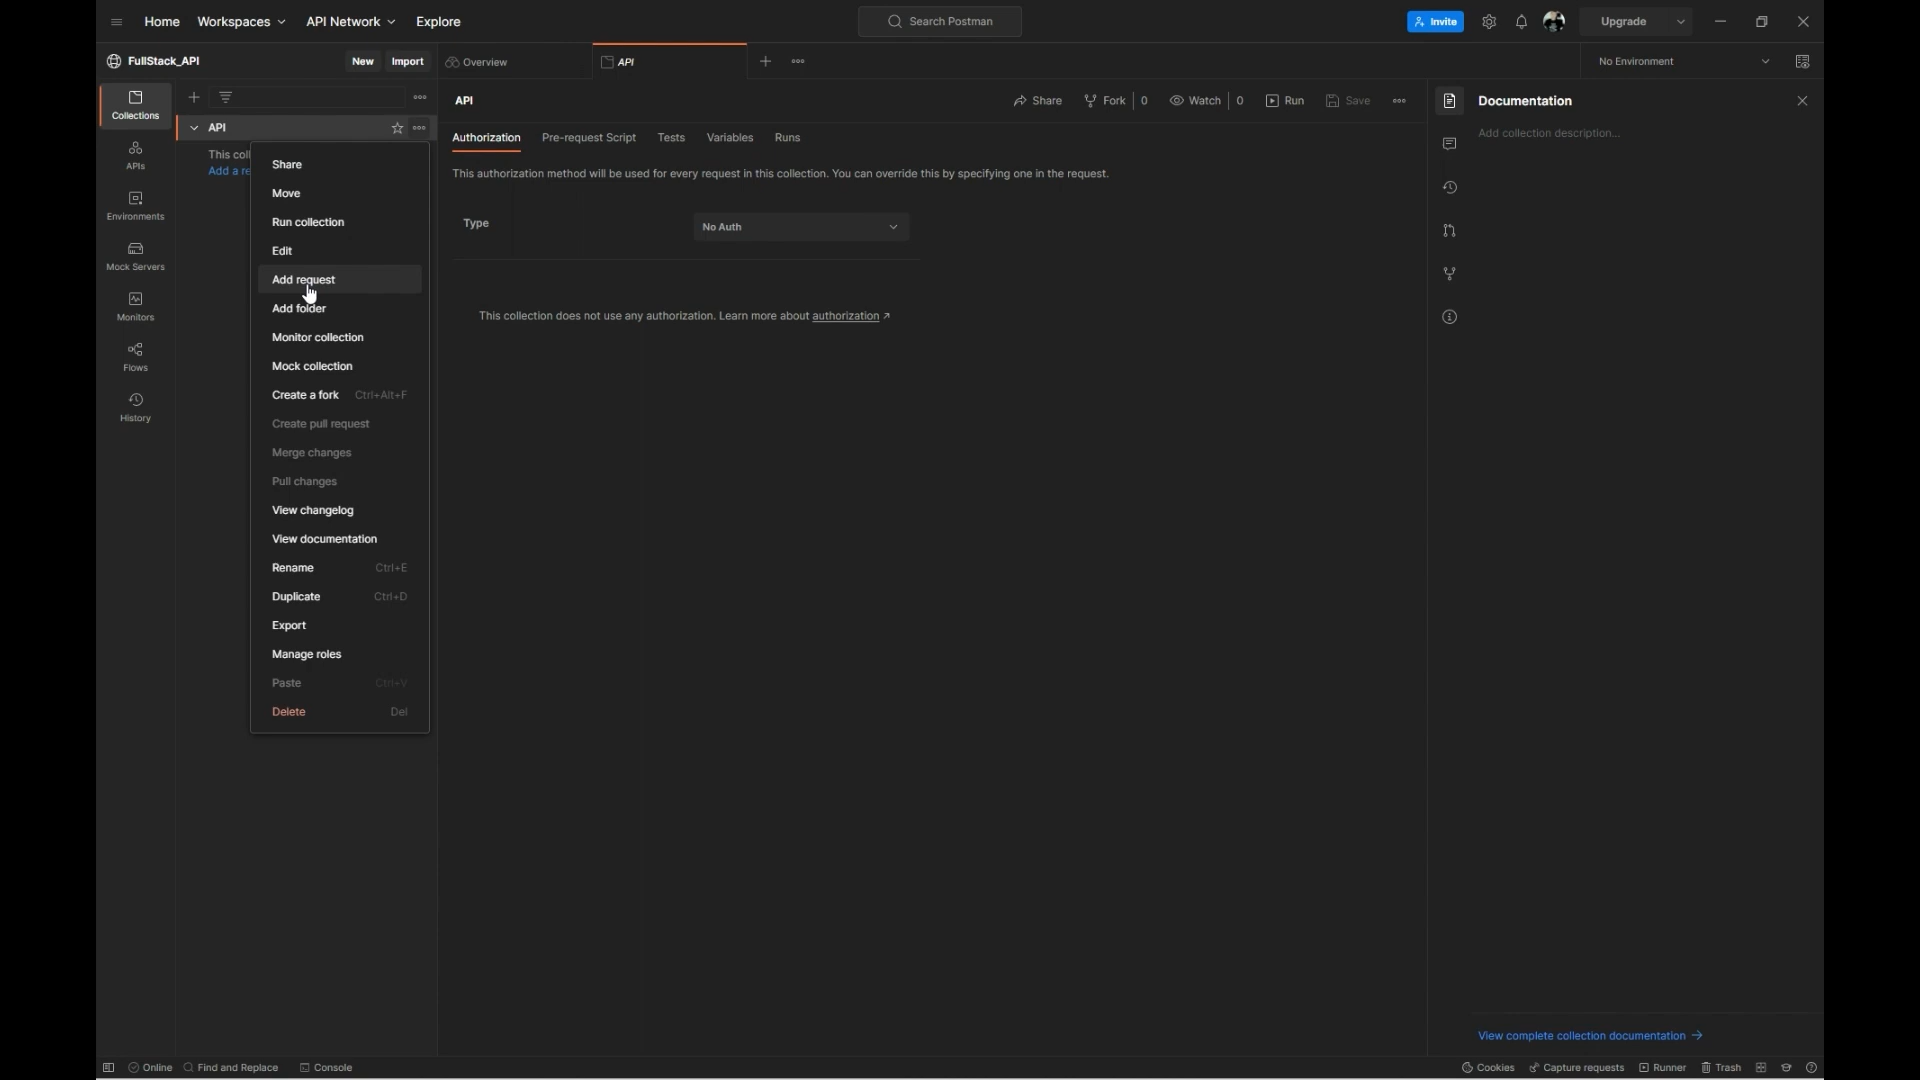 Home Workspaces API Network Explore Search Postman Invite Upgrade
FullStack_API New Import Overview API No Environment
Collections
API
API
Share Fork 0 Watch 0 Run Save
Documentation
Add collection description...
Authorization Pre-request Script Tests Variables Runs
This authorization method will be used for every request in this collection. You can override this by specifying one in the request.
Type No Auth
This collection does not use any authorization. Learn more about authorization ↗
This coll
Add a re
Share
Move
Run collection
Edit
Add request
Add folder
Monitor collection
Mock collection
Create a fork Ctrl+Alt+F
Create pull request
Merge changes
Pull changes
View changelog
View documentation
Rename Ctrl+E
Duplicate Ctrl+D
Export
Manage roles
Paste Ctrl+V
Delete Del
APIs
Environments
Mock Servers
Monitors
Flows
History
View complete collection documentation →
Online Find and Replace Console Cookies Capture requests Runner Trash